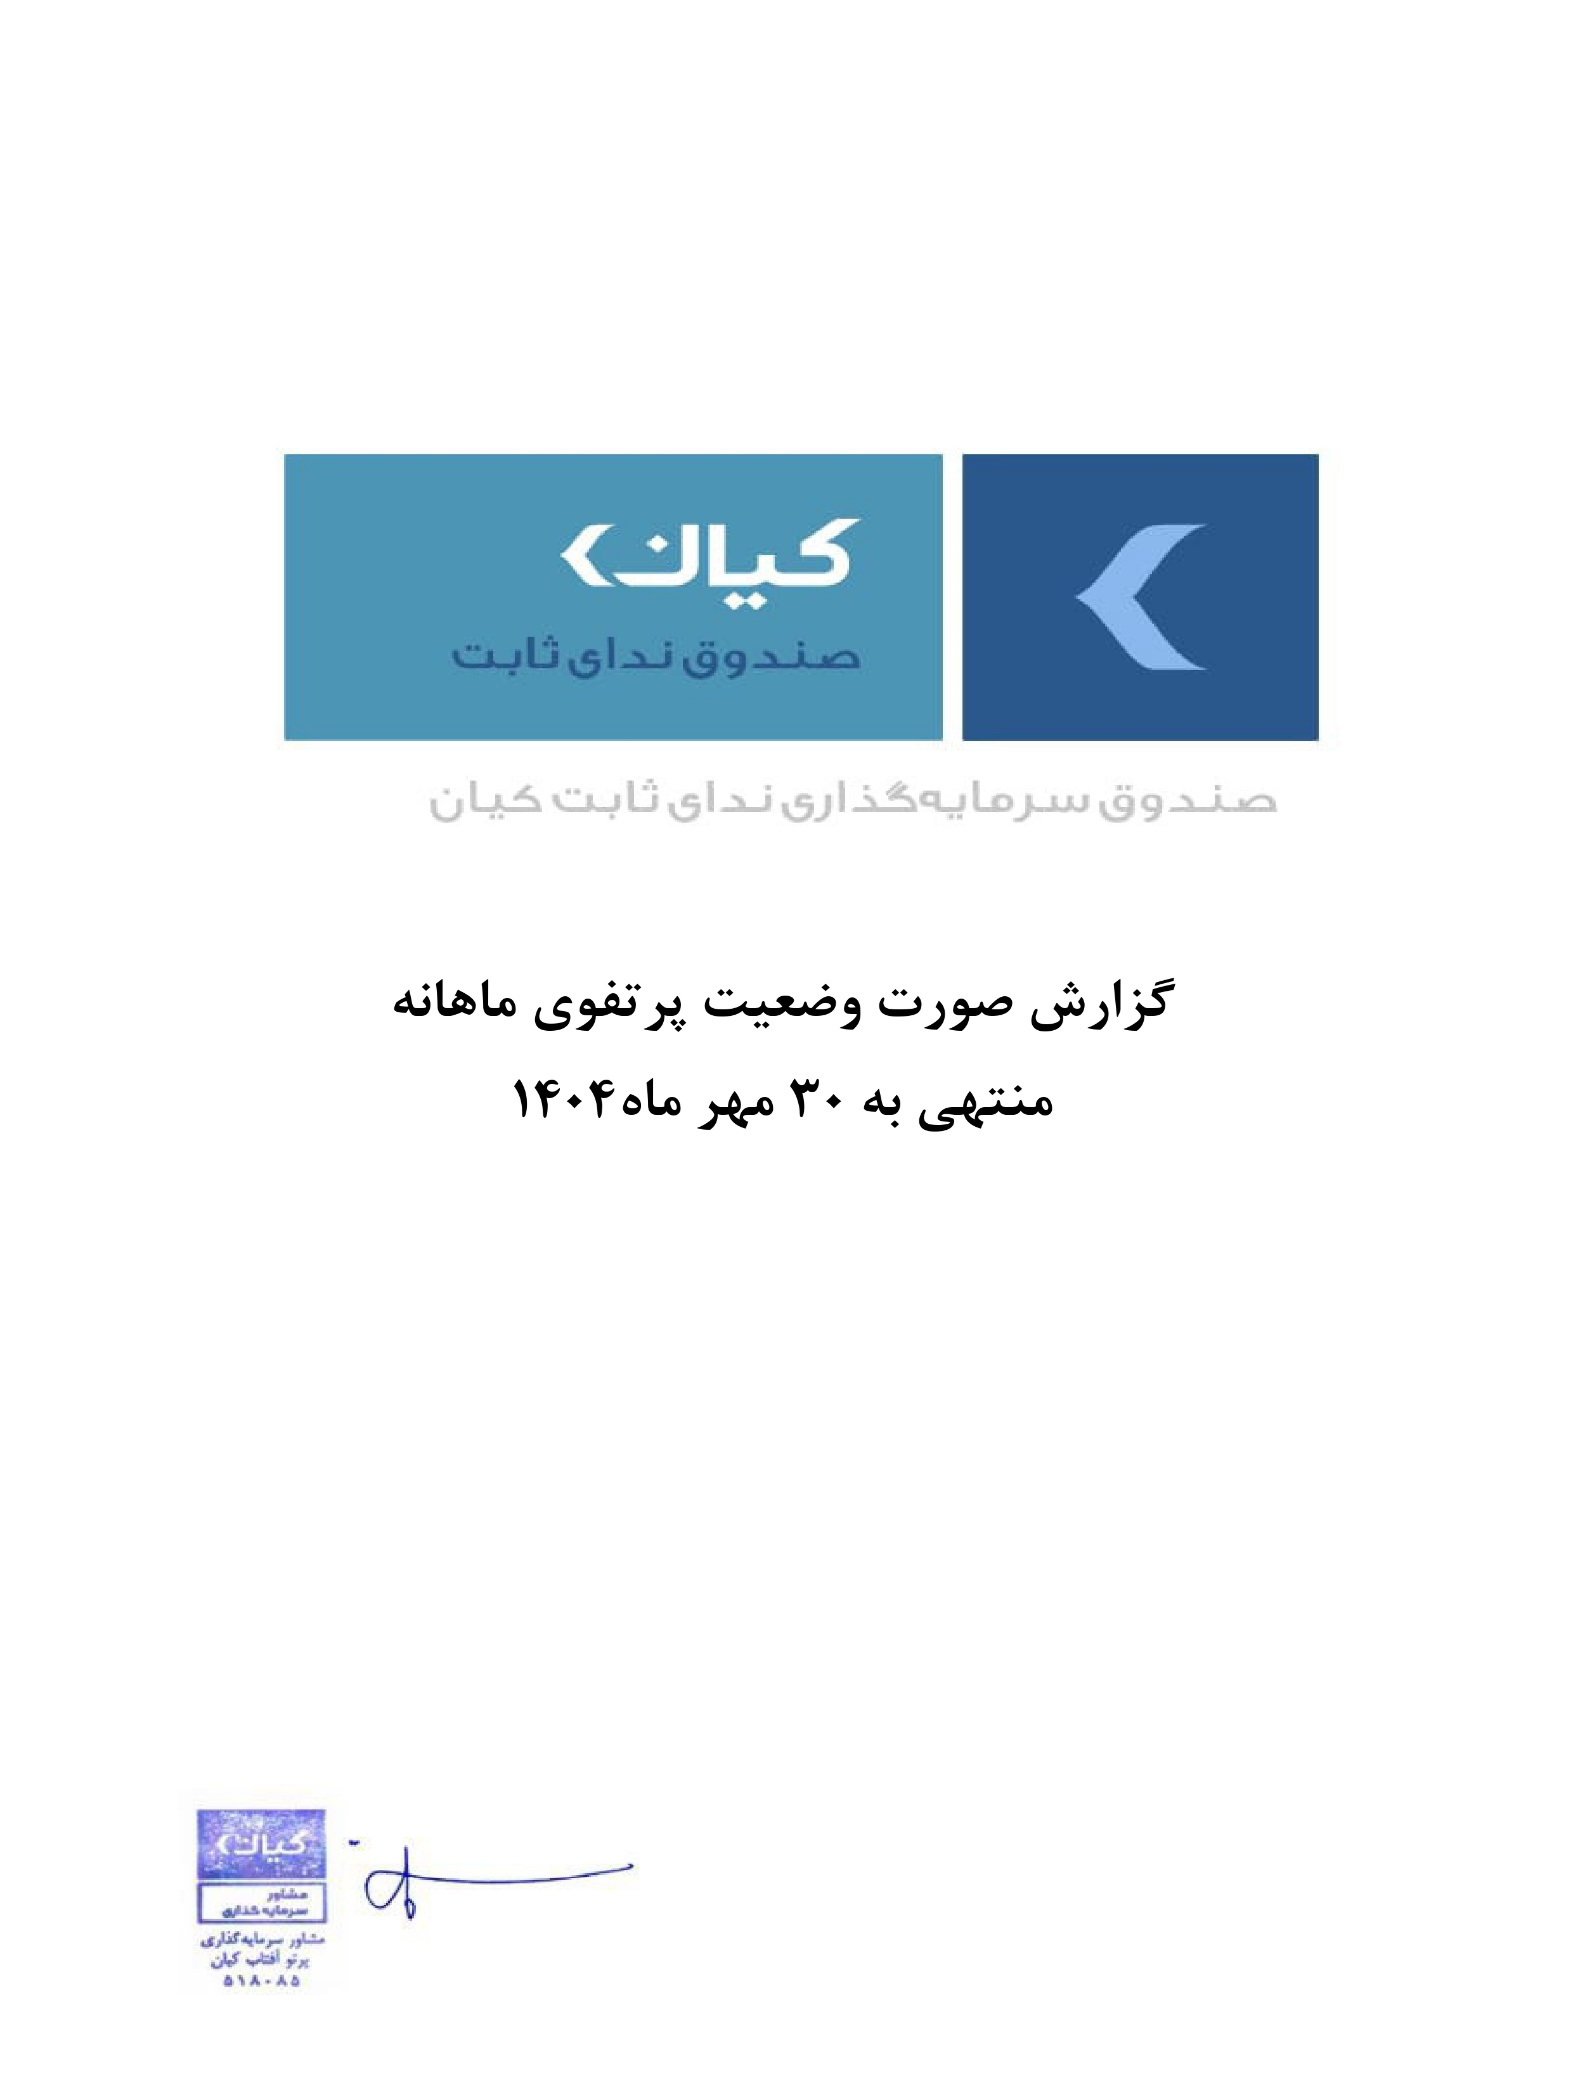 کیان
صندوق ندای ثابت
صندوق سرمایه‌گذاری ندای ثابت کیان
گزارش صورت وضعیت پرتفوی ماهانه
منتهی به ۳۰ مهر ماه۱۴۰۴
کیان
مشاور
سرمایه گذاری
مشاور سرمایه گذاری
پرتو آفتاب کیان
۵۱۸۰۸۵